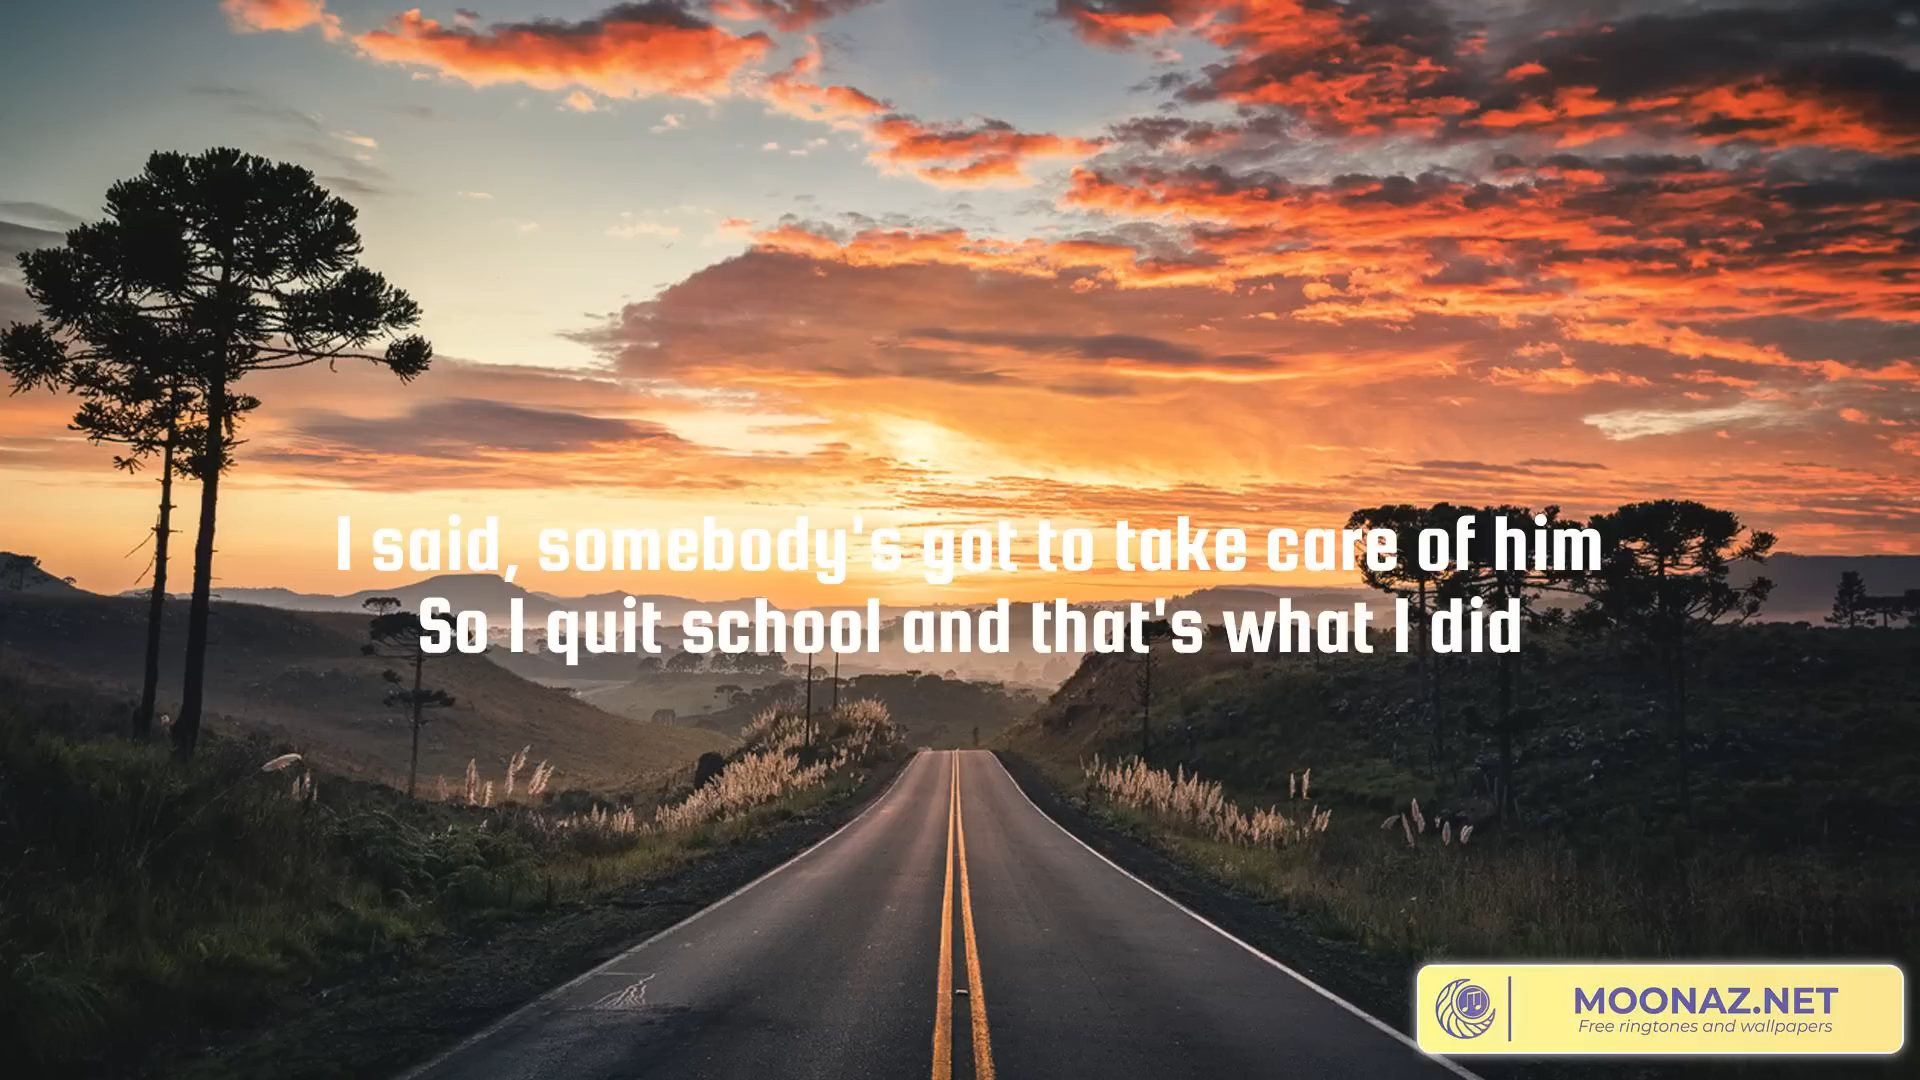 I said, somebody's got to take care of him
So I quit school and that's what I did
MOONAZ.NET
Free ringtones and wallpapers